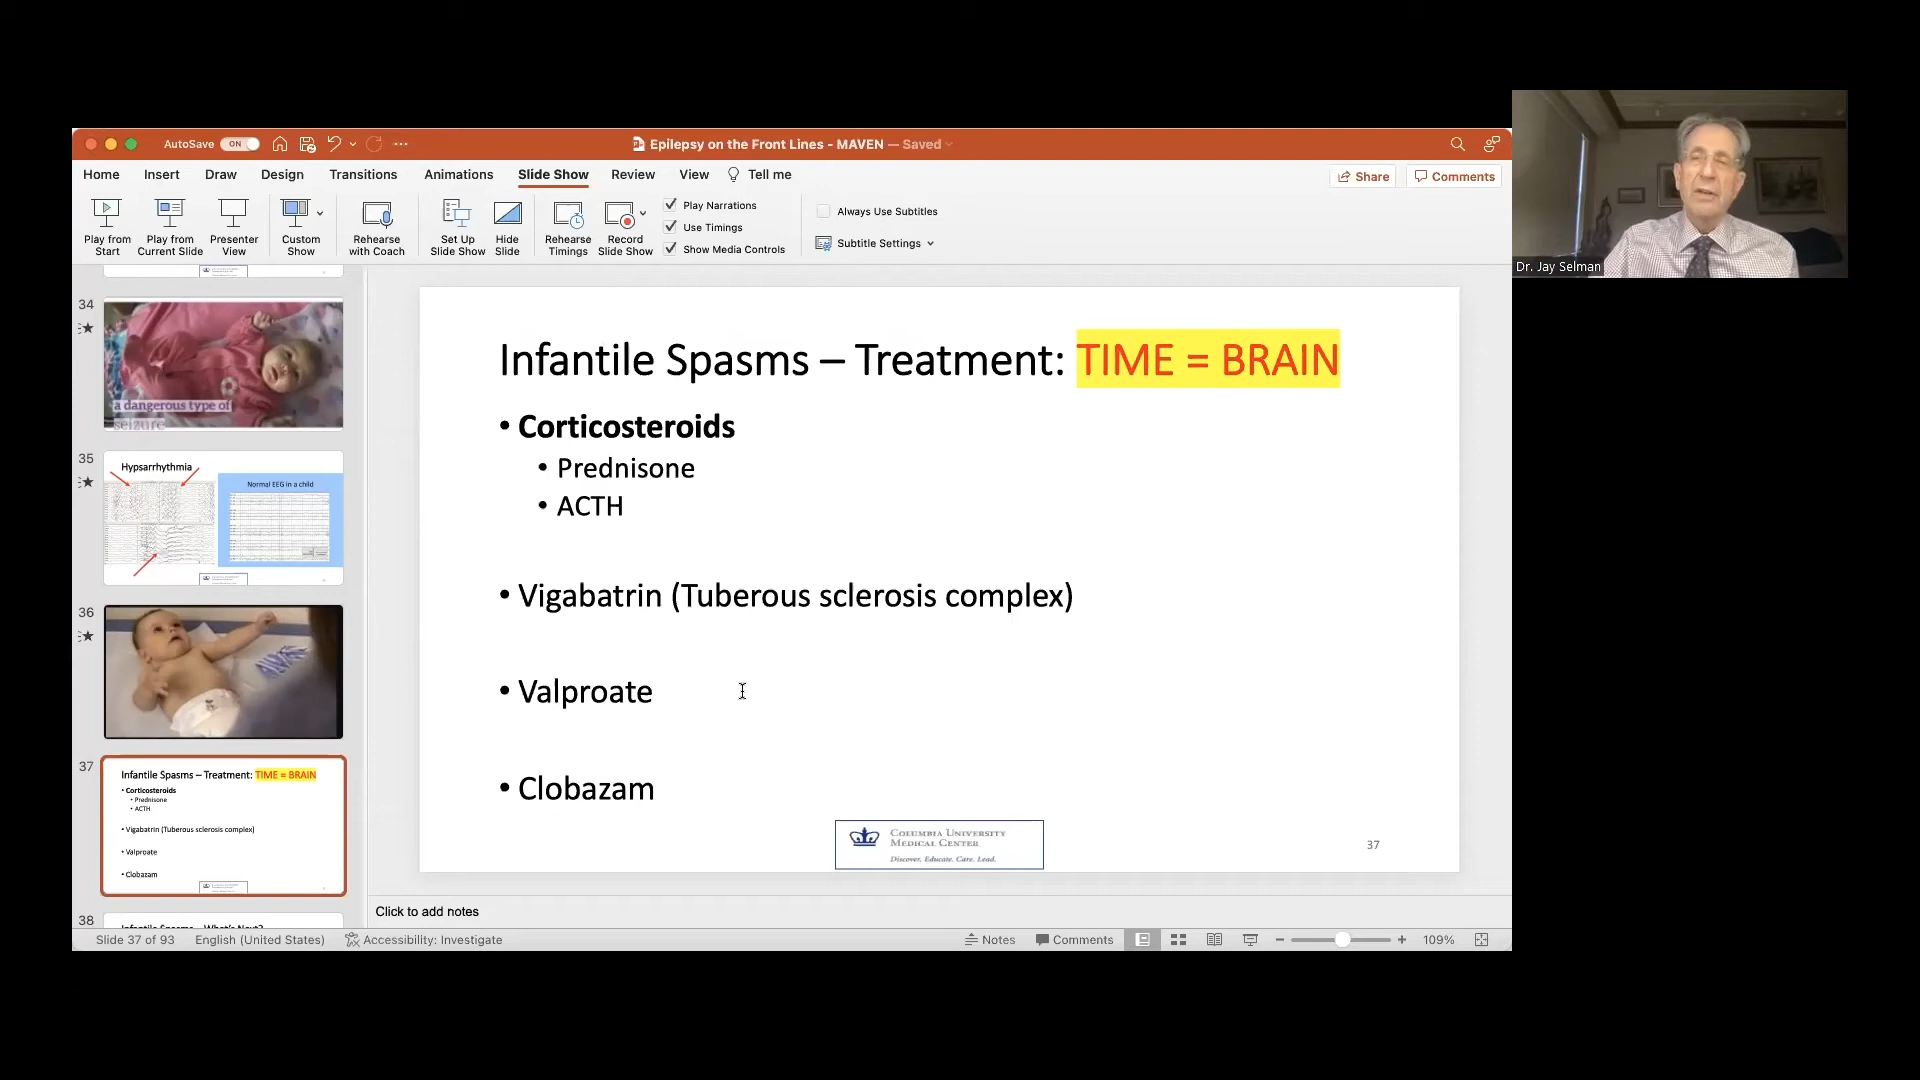 AutoSave ON
Epilepsy on the Front Lines - MAVEN — Saved
Home Insert Draw Design Transitions Animations Slide Show Review View Tell me
Share Comments
Play from Start
Play from Current Slide
Presenter View
Custom Show
Rehearse with Coach
Set Up Slide Show
Hide Slide
Rehearse Timings
Record Slide Show
Play Narrations
Use Timings
Show Media Controls
Always Use Subtitles
Subtitle Settings
Dr. Jay Selman
34
a dangerous type of
seizure
35
Hypsarrhythmia
Normal EEG in a child
36
37
Infantile Spasms – Treatment: TIME = BRAIN
• Corticosteroids
• Prednisone
• ACTH
• Vigabatrin (Tuberous sclerosis complex)
• Valproate
• Clobazam
38
Infantile Spasms – What's Next?
Infantile Spasms – Treatment: TIME = BRAIN
• Corticosteroids
• Prednisone
• ACTH
• Vigabatrin (Tuberous sclerosis complex)
• Valproate
• Clobazam
COLUMBIA UNIVERSITY
MEDICAL CENTER
Discover. Educate. Care. Lead.
37
Click to add notes
Slide 37 of 93 English (United States) Accessibility: Investigate
Notes Comments 109%